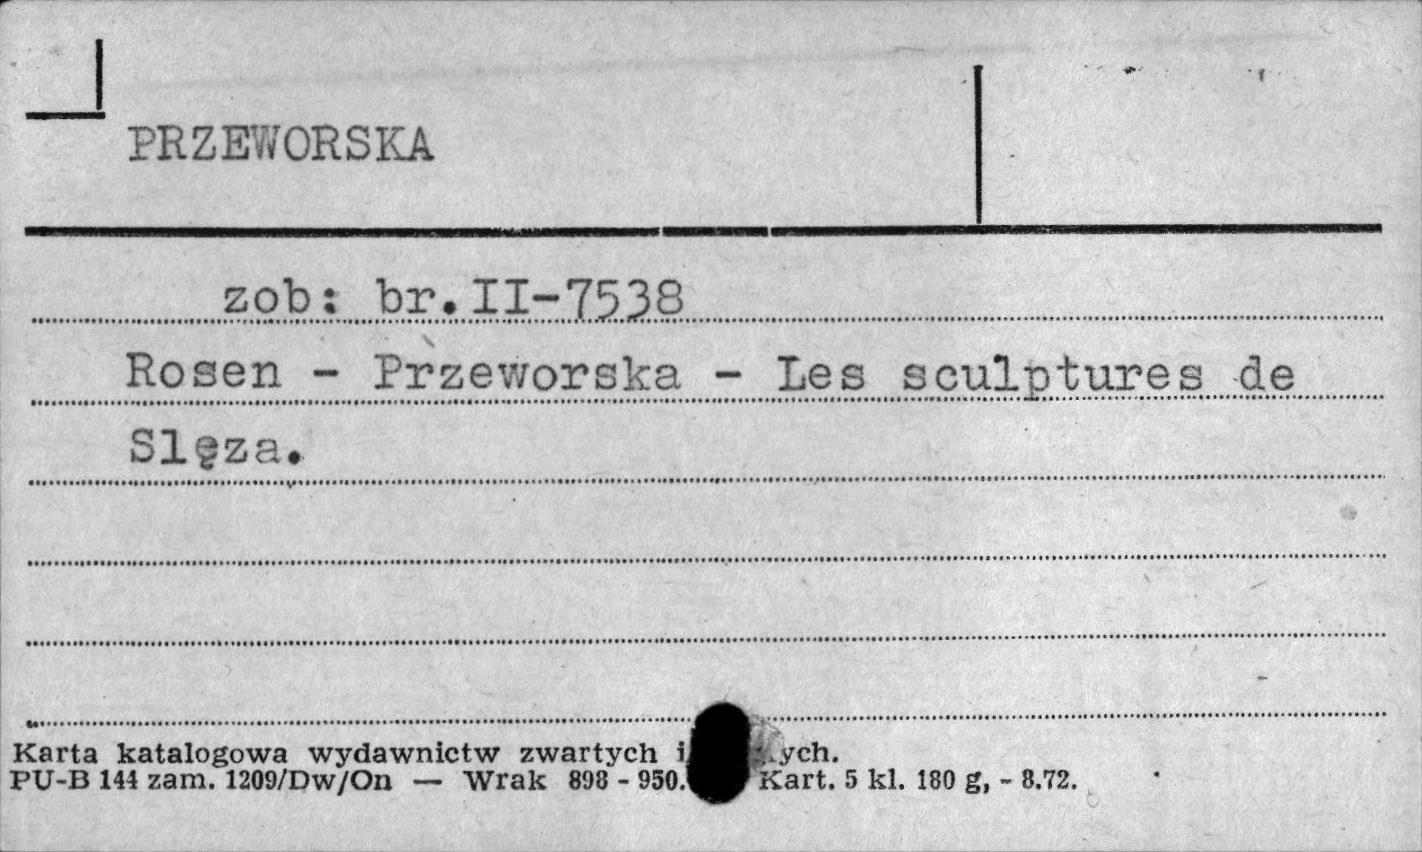 PRZEWORSKA
zob: br.II-7538
Rosen - Przeworska - Les sculptures de
Slęza.
Karta katalogowa wydawnictw zwartych i ych.
PU-B 144 zam. 1209/Dw/On — Wrak 898 - 950. Kart. 5 kl. 180 g, - 8.72.